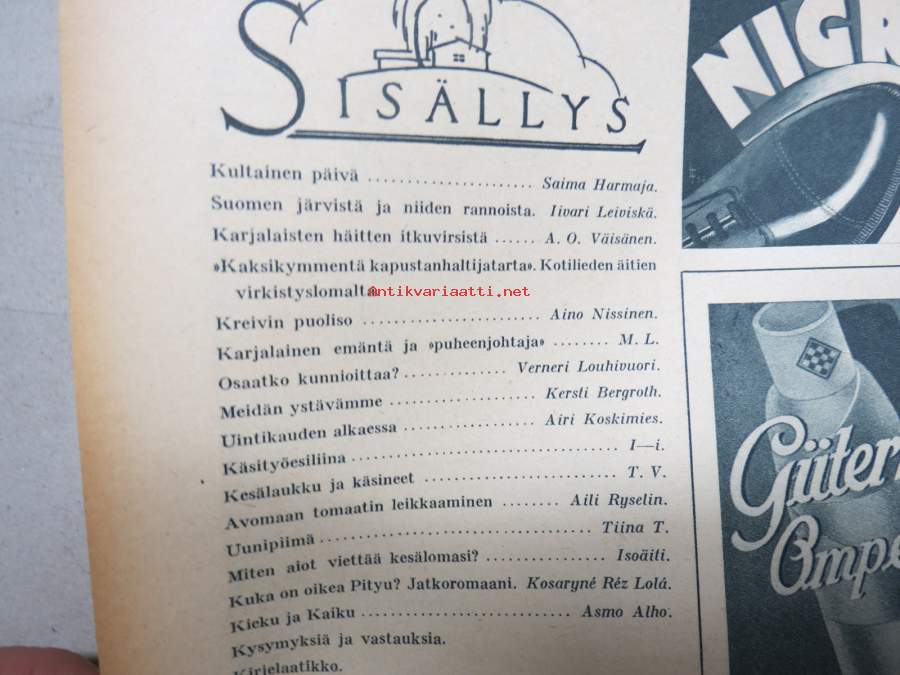 SISÄLLYS
Kultainen päivä ...................... Saima Harmaja.
Suomen järvistä ja niiden rannoista. Iivari Leiviskä.
Karjalaisten häitten itkuvirsistä ...... A. O. Väisänen.
»Kaksikymmentä kapustanhaltijatarta». Kotilieden äitien
virkistyslomalta
antikvariaatti.net
Kreivin puoliso ........................ Aino Nissinen.
Karjalainen emäntä ja »puheenjohtaja» ........ M. L.
Osaatko kunnioittaa? .............. Verneri Louhivuori.
Meidän ystävämme .................... Kersti Bergroth.
Uintikauden alkaessa .................. Airi Koskimies.
Käsityöesiliina ...................................... I—i.
Kesälaukku ja käsineet .......................... T. V.
Avomaan tomaatin leikkaaminen ........ Aili Ryselin.
Uunipiimä ...................................... Tiina T.
Miten aiot viettää kesälomasi? ................ Isoäiti.
Kuka on oikea Pityu? Jatkoromaani. Kosaryné Réz Lolá.
Kieku ja Kaiku .............................. Asmo Alho.
Kysymyksiä ja vastauksia.
Kirjelaatikko.
NIGR
Güter
Ompe